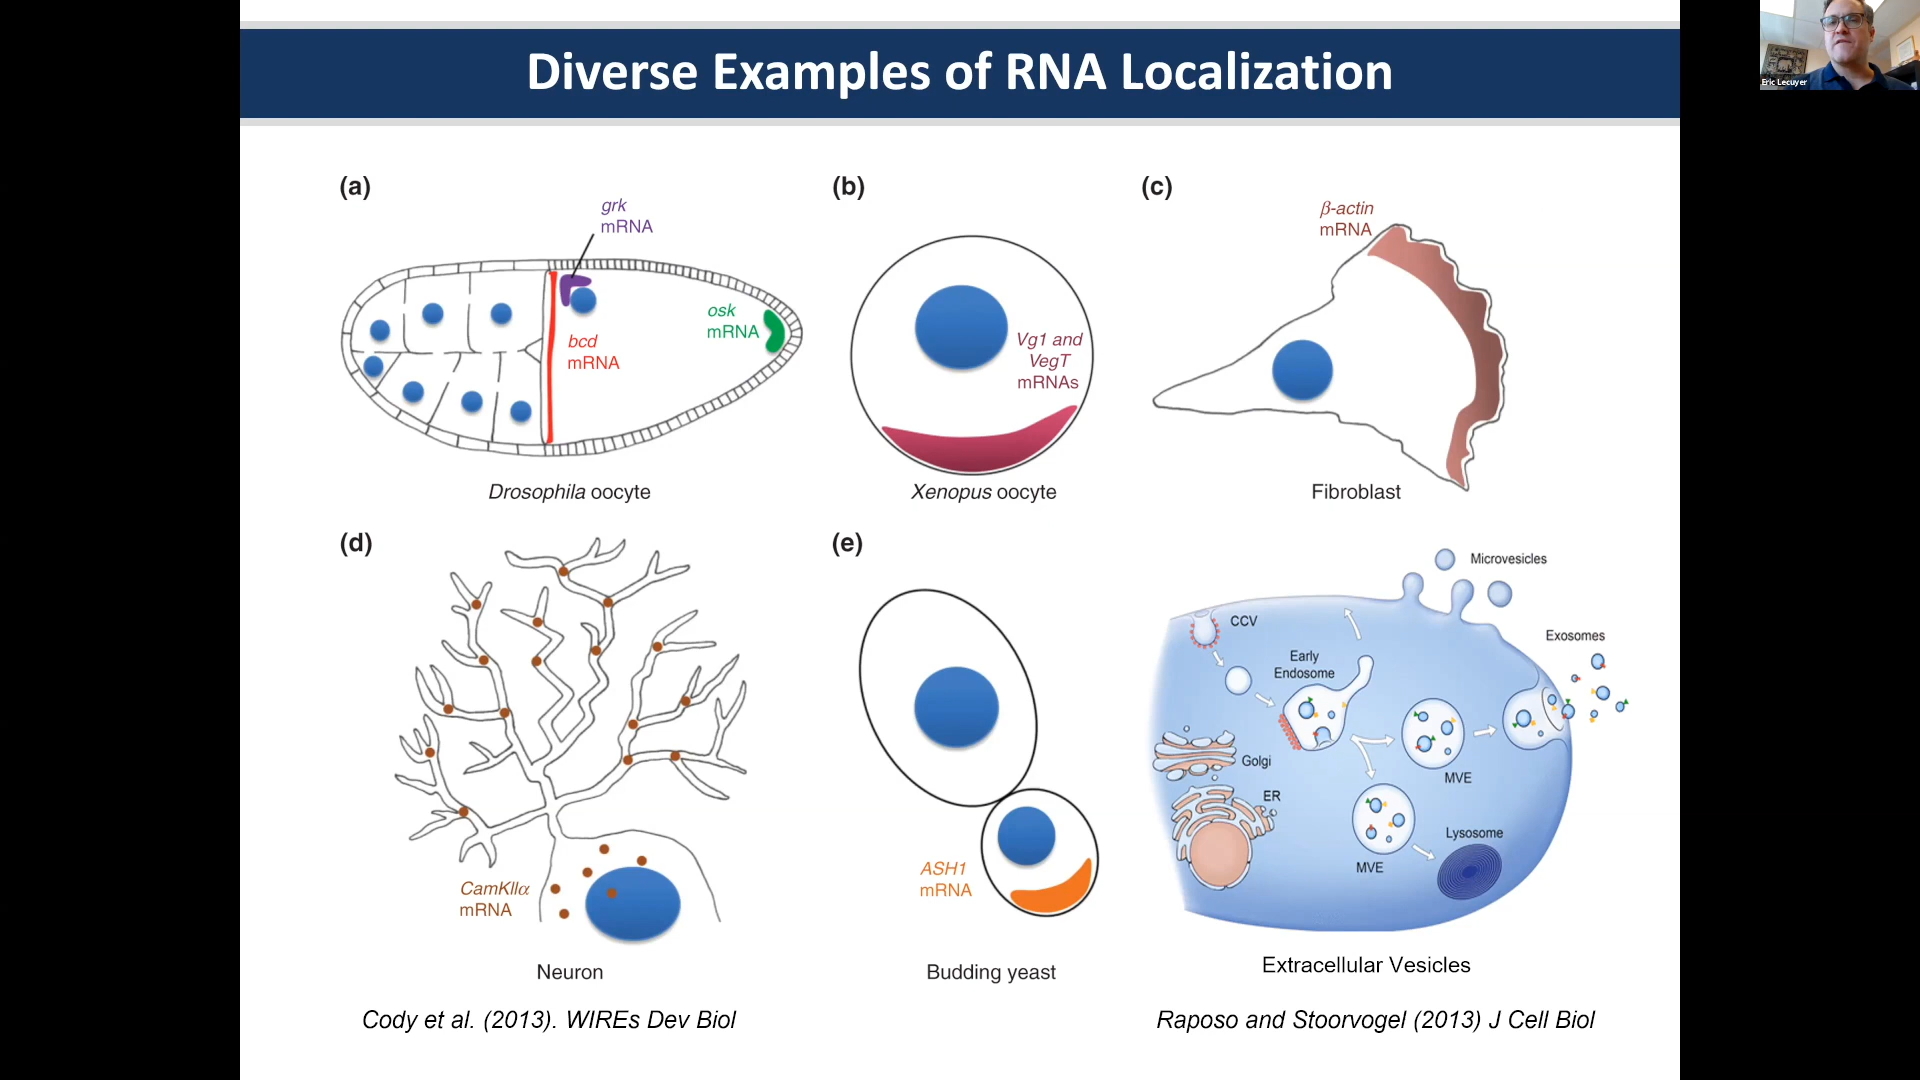 Diverse Examples of RNA Localization
Eric Lecuyer
(a)
grk
mRNA
bcd
mRNA
osk
mRNA
Drosophila oocyte
(b)
Vg1 and
VegT
mRNAs
Xenopus oocyte
(c)
β-actin
mRNA
Fibroblast
(d)
CamKllα
mRNA
Neuron
(e)
ASH1
mRNA
Budding yeast
Microvesicles
CCV
Exosomes
Early
Endosome
Golgi
MVE
ER
Lysosome
MVE
Extracellular Vesicles
Cody et al. (2013). WIREs Dev Biol
Raposo and Stoorvogel (2013) J Cell Biol